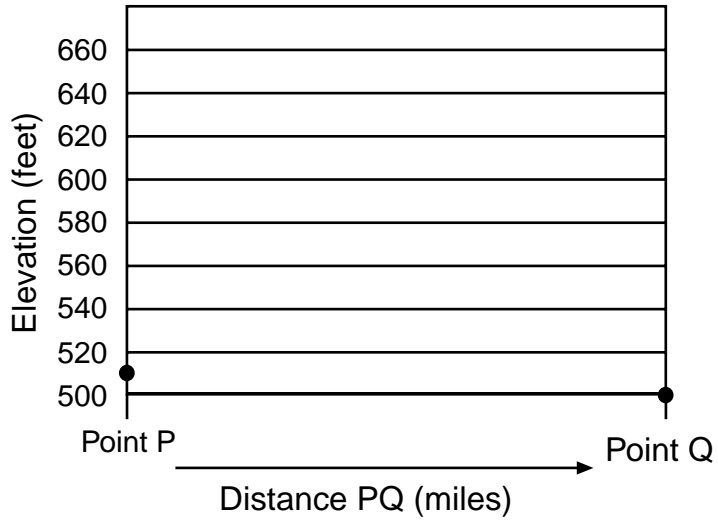 660
640
620
600
580
560
540
520
500
Elevation (feet)
Point P
Point Q
Distance PQ (miles)